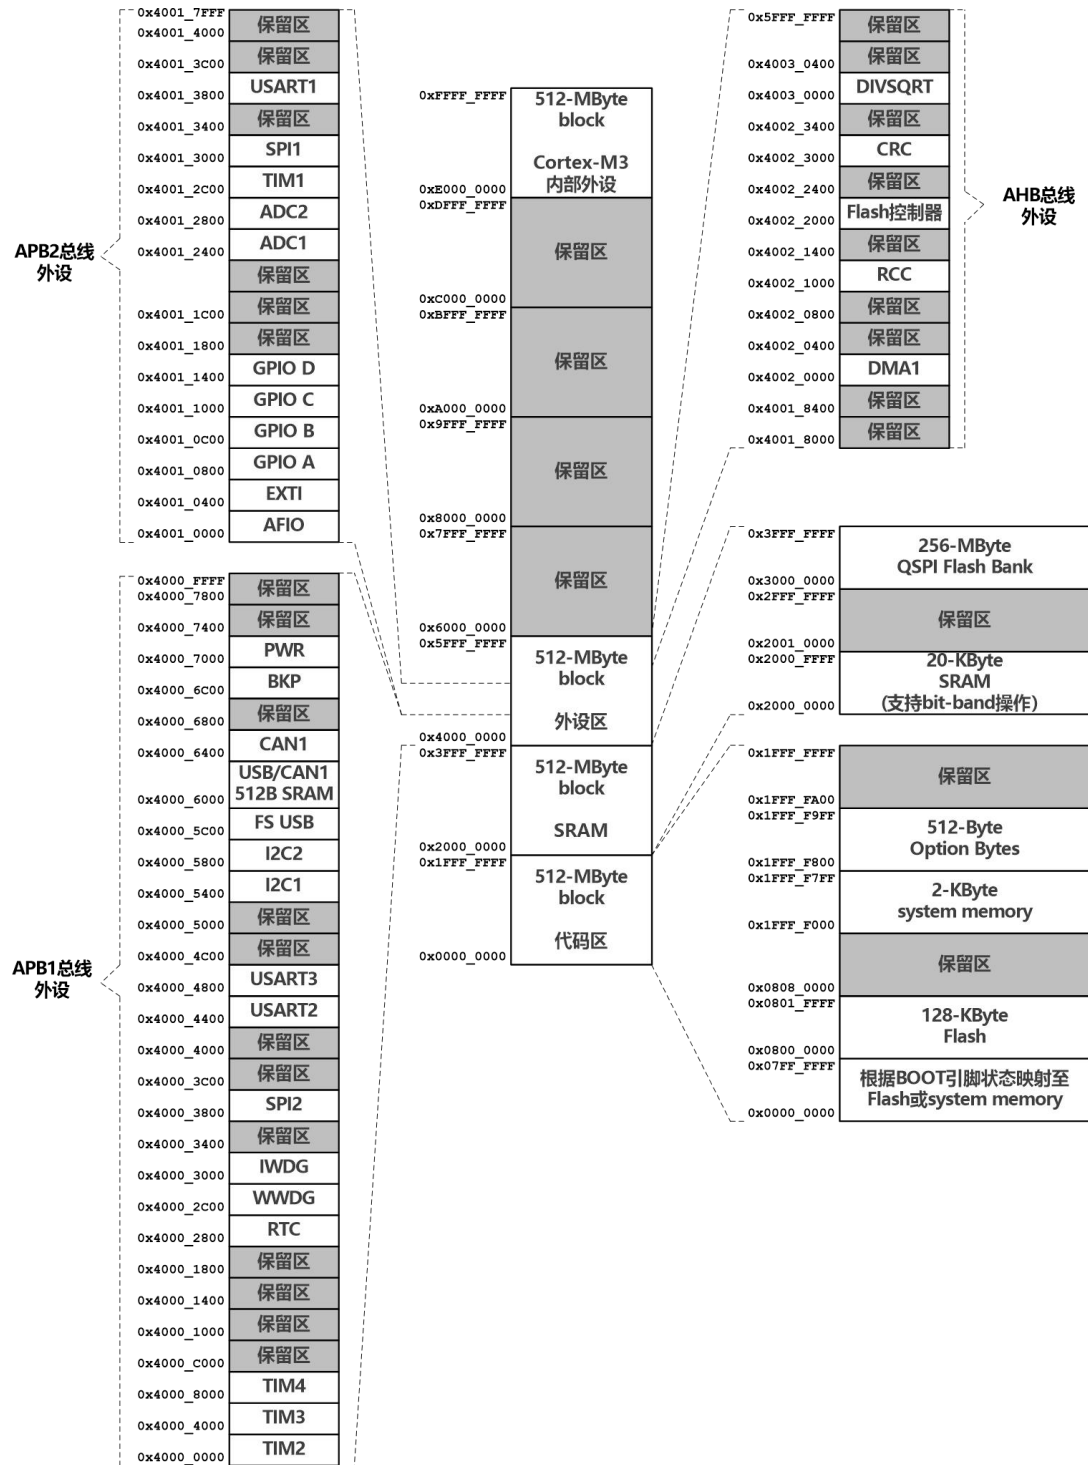 APB2总线
外设
0x4001_7FFF
保留区
0x4001_4000
保留区
0x4001_3C00
USART1
0x4001_3800
保留区
0x4001_3400
SPI1
0x4001_3000
TIM1
0x4001_2C00
ADC2
0x4001_2800
ADC1
0x4001_2400
保留区
保留区
0x4001_1C00
保留区
0x4001_1800
GPIO D
0x4001_1400
GPIO C
0x4001_1000
GPIO B
0x4001_0C00
GPIO A
0x4001_0800
EXTI
0x4001_0400
AFIO
0x4001_0000
APB1总线
外设
0x4000_FFFF
保留区
0x4000_7800
保留区
0x4000_7400
PWR
0x4000_7000
BKP
0x4000_6C00
保留区
0x4000_6800
CAN1
0x4000_6400
USB/CAN1
512B SRAM
0x4000_6000
FS USB
0x4000_5C00
I2C2
0x4000_5800
I2C1
0x4000_5400
保留区
0x4000_5000
保留区
0x4000_4C00
USART3
0x4000_4800
USART2
0x4000_4400
保留区
0x4000_4000
保留区
0x4000_3C00
SPI2
0x4000_3800
保留区
0x4000_3400
IWDG
0x4000_3000
WWDG
0x4000_2C00
RTC
0x4000_2800
保留区
0x4000_1800
保留区
0x4000_1400
保留区
0x4000_1000
保留区
0x4000_C000
TIM4
0x4000_8000
TIM3
0x4000_4000
TIM2
0x4000_0000
0xFFFF_FFFF
512-MByte
block
Cortex-M3
内部外设
0xE000_0000
0xDFFF_FFFF
保留区
0xC000_0000
0xBFFF_FFFF
保留区
0xA000_0000
0x9FFF_FFFF
保留区
0x8000_0000
0x7FFF_FFFF
保留区
0x6000_0000
0x5FFF_FFFF
512-MByte
block
外设区
0x4000_0000
0x3FFF_FFFF
512-MByte
block
SRAM
0x2000_0000
0x1FFF_FFFF
512-MByte
block
代码区
0x0000_0000
AHB总线
外设
0x5FFF_FFFF
保留区
保留区
0x4003_0400
DIVSQRT
0x4003_0000
保留区
0x4002_3400
CRC
0x4002_3000
保留区
0x4002_2400
Flash控制器
0x4002_2000
保留区
0x4002_1400
RCC
0x4002_1000
保留区
0x4002_0800
保留区
0x4002_0400
DMA1
0x4002_0000
保留区
0x4001_8400
保留区
0x4001_8000
0x3FFF_FFFF
256-MByte
QSPI Flash Bank
0x3000_0000
0x2FFF_FFFF
保留区
0x2001_0000
0x2000_FFFF
20-KByte
SRAM
(支持bit-band操作)
0x2000_0000
0x1FFF_FFFF
保留区
0x1FFF_FA00
0x1FFF_F9FF
512-Byte
Option Bytes
0x1FFF_F800
0x1FFF_F7FF
2-KByte
system memory
0x1FFF_F000
保留区
0x0808_0000
0x0801_FFFF
128-KByte
Flash
0x0800_0000
0x07FF_FFFF
根据BOOT引脚状态映射至
Flash或system memory
0x0000_0000